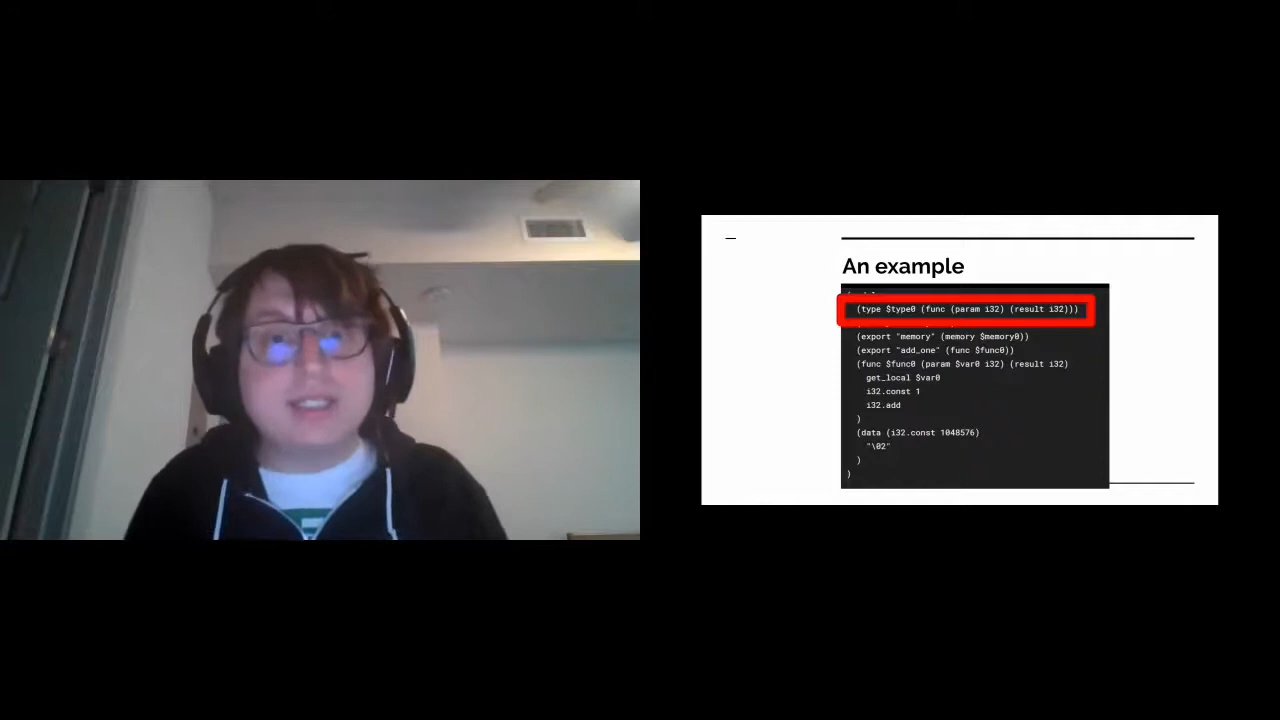 An example
(type $type0 (func (param i32) (result i32)))
(export "memory" (memory $memory0))
(export "add_one" (func $func0))
(func $func0 (param $var0 i32) (result i32)
get_local $var0
i32.const 1
i32.add
)
(data (i32.const 1048576)
"\02"
)
)